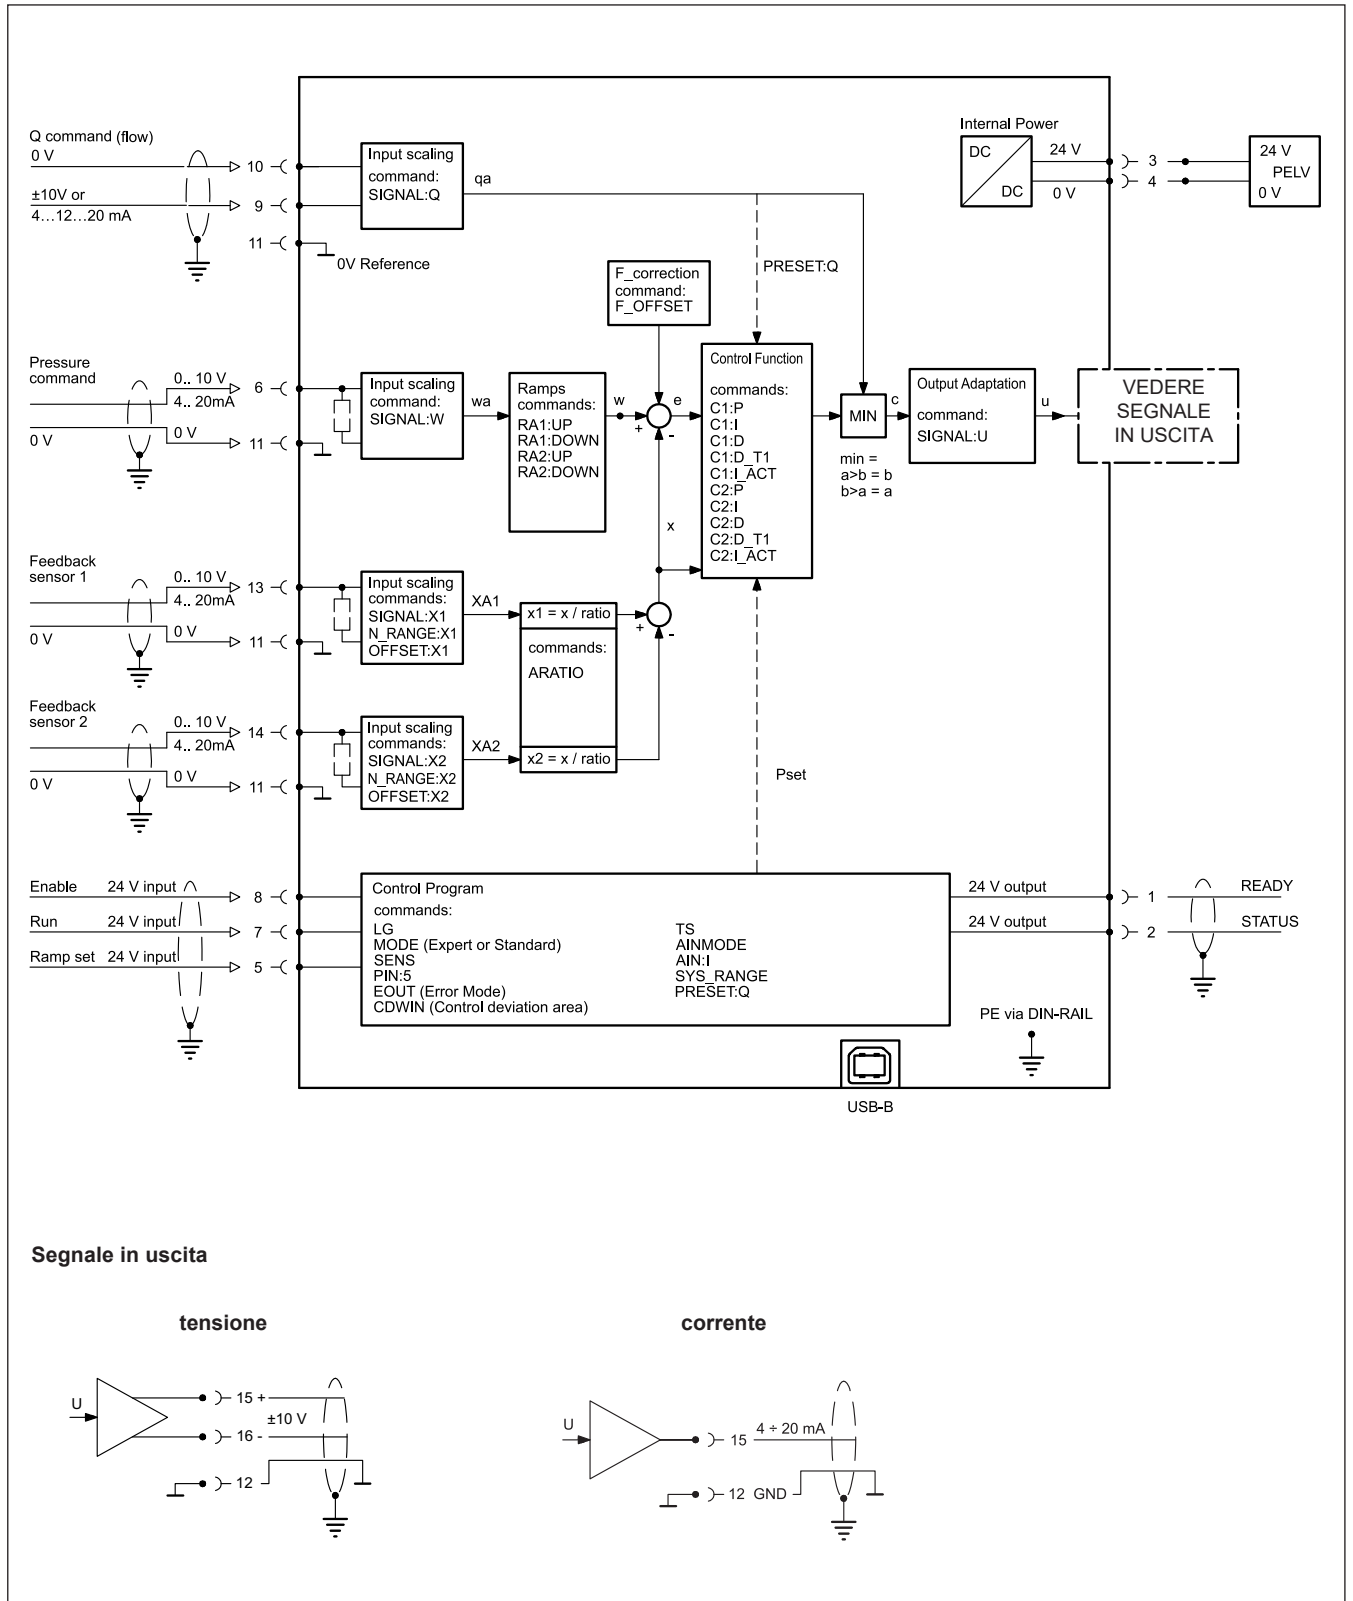 Q command (flow)
0 V
±10V or
4...12...20 mA
10
9
11
0V Reference
Input scaling
command:
SIGNAL:Q
qa
PRESET:Q
Internal Power
DC
DC
24 V
0 V
3
4
24 V
PELV
0 V
F_correction
command:
F_OFFSET
Pressure
command
0.. 10 V
4.. 20mA
0 V
0 V
6
11
Input scaling
command:
SIGNAL:W
wa
Ramps
commands:
RA1:UP
RA1:DOWN
RA2:UP
RA2:DOWN
w
+
-
e
x
Control Function
commands:
C1:P
C1:I
C1:D
C1:D_T1
C1:I_ACT
C2:P
C2:I
C2:D
C2:D_T1
C2:I_ACT
MIN
min =
a>b = b
b>a = a
c
Output Adaptation
command:
SIGNAL:U
u
VEDERE
SEGNALE
IN USCITA
Feedback
sensor 1
0.. 10 V
4.. 20mA
0 V
0 V
13
11
Input scaling
commands:
SIGNAL:X1
N_RANGE:X1
OFFSET:X1
XA1
x1 = x / ratio
commands:
ARATIO
x2 = x / ratio
+
-
Feedback
sensor 2
0.. 10 V
4.. 20mA
0 V
0 V
14
11
Input scaling
commands:
SIGNAL:X2
N_RANGE:X2
OFFSET:X2
XA2
Pset
Enable 24 V input
8
Run 24 V input
7
Ramp set 24 V input
5
Control Program
commands:
LG
MODE (Expert or Standard)
SENS
PIN:5
EOUT (Error Mode)
CDWIN (Control deviation area)
TS
AINMODE
AIN:I
SYS_RANGE
PRESET:Q
24 V output
1
READY
24 V output
2
STATUS
PE via DIN-RAIL
USB-B
Segnale in uscita
tensione
corrente
U
15 +
±10 V
16 -
12
U
15
4 ÷ 20 mA
12 GND